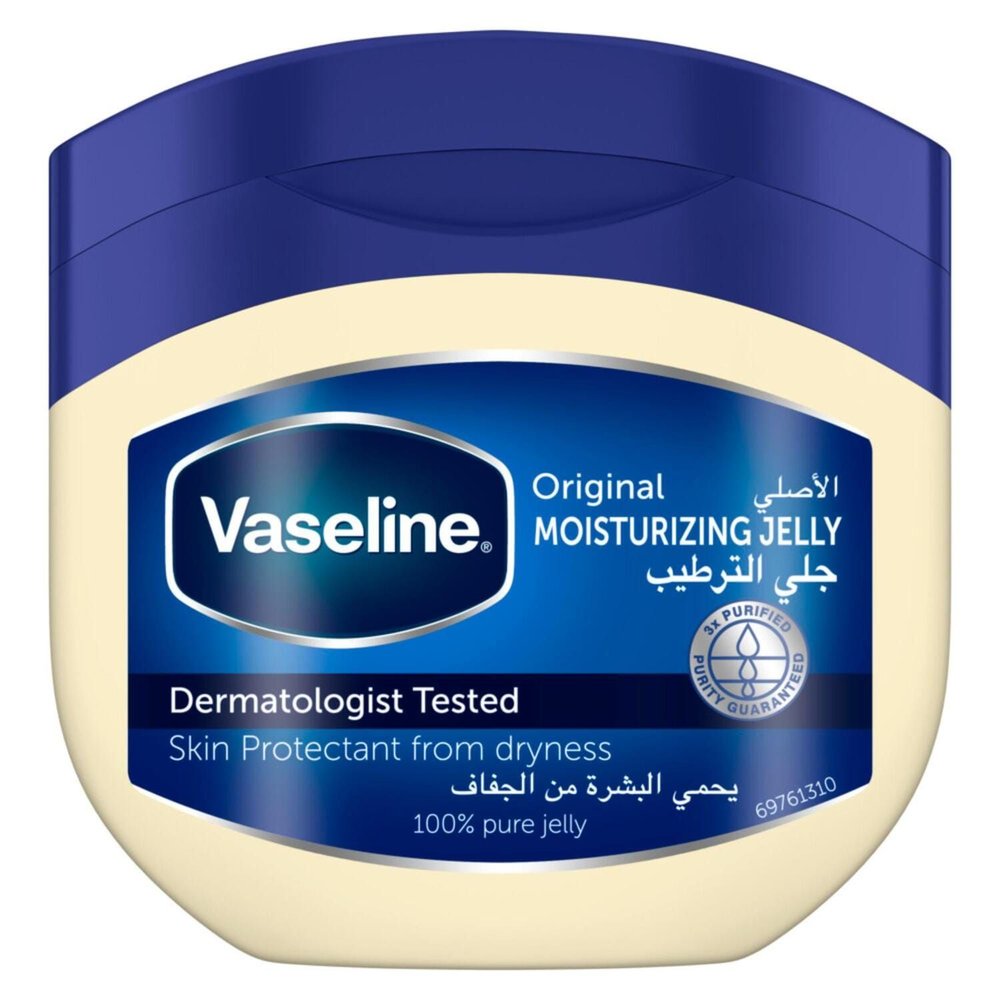 Vaseline®
Original الأصلي
MOISTURIZING JELLY
جلي الترطيب
3x PURIFIED
PURITY GUARANTEED
Dermatologist Tested
Skin Protectant from dryness
يحمي البشرة من الجفاف
100% pure jelly
69761310